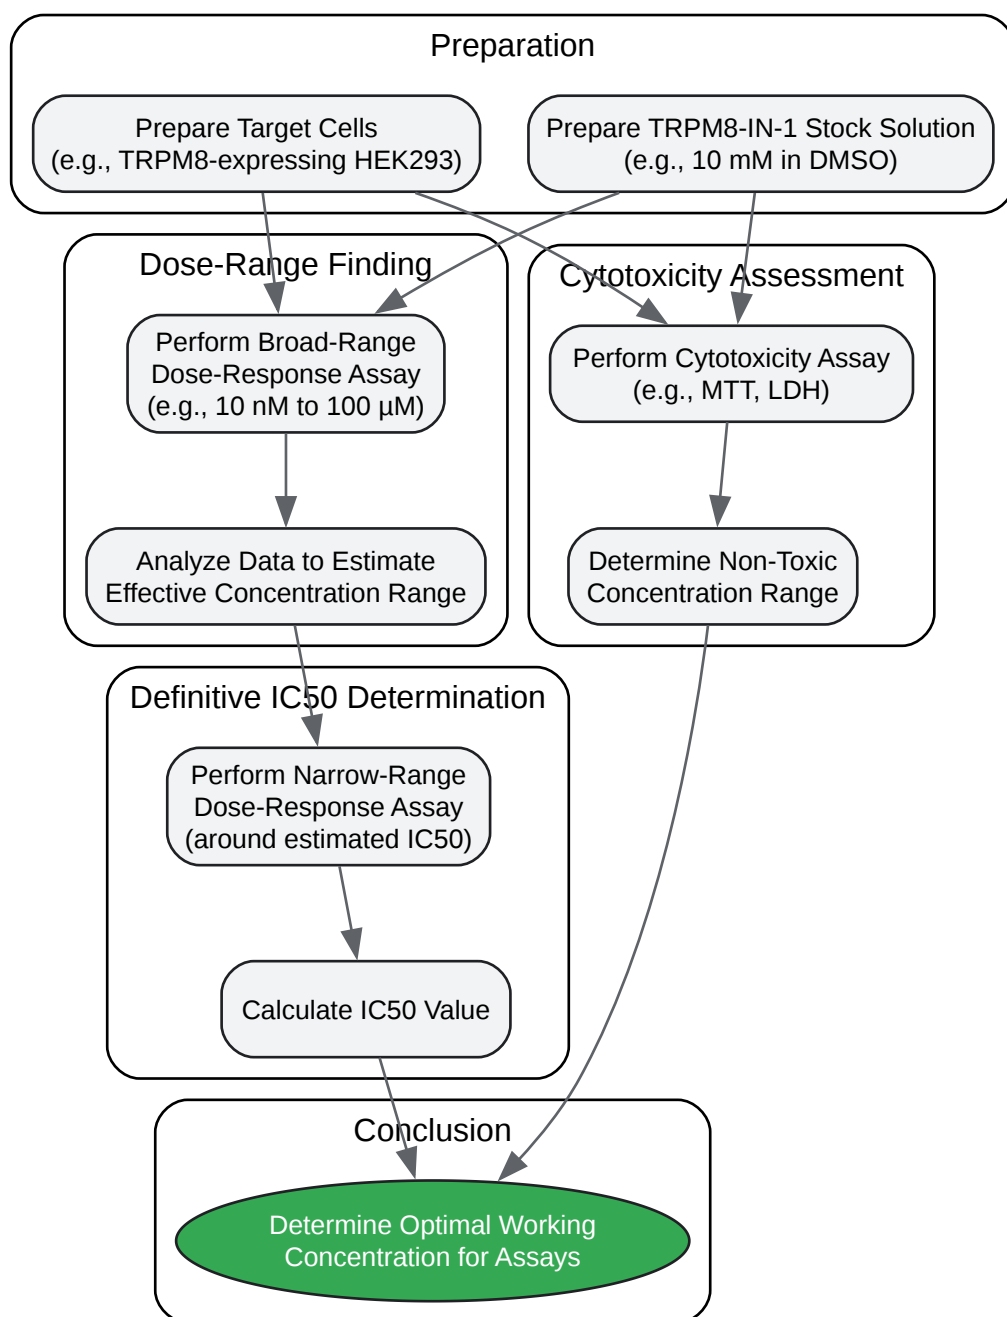 Preparation
Prepare Target Cells
(e.g., TRPM8-expressing HEK293)
Prepare TRPM8-IN-1 Stock Solution
(e.g., 10 mM in DMSO)
Dose-Range Finding
Perform Broad-Range
Dose-Response Assay
(e.g., 10 nM to 100 µM)
Analyze Data to Estimate
Effective Concentration Range
Cytotoxicity Assessment
Perform Cytotoxicity Assay
(e.g., MTT, LDH)
Determine Non-Toxic
Concentration Range
Definitive IC50 Determination
Perform Narrow-Range
Dose-Response Assay
(around estimated IC50)
Calculate IC50 Value
Conclusion
Determine Optimal Working
Concentration for Assays